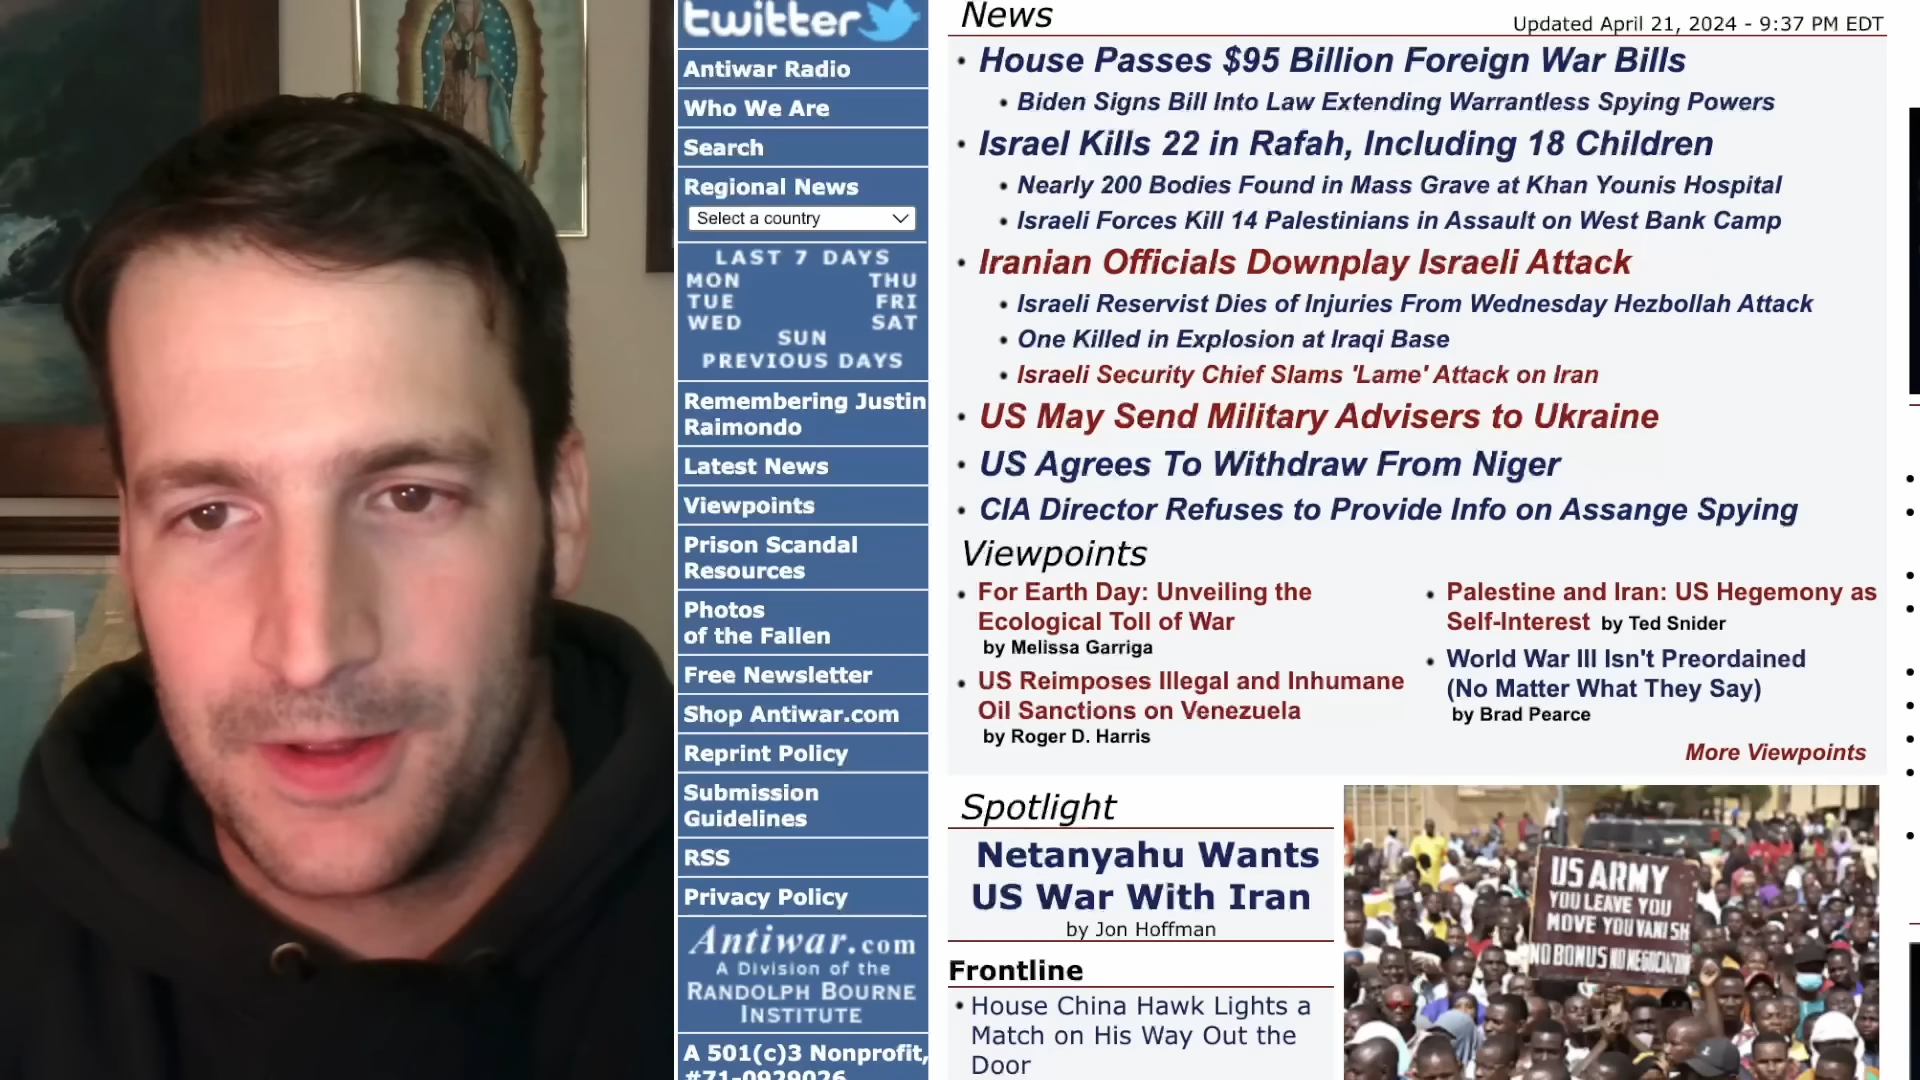 twitter
Antiwar Radio
Who We Are
Search
Regional News
Select a country
LAST 7 DAYS
MON THU
TUE FRI
WED SAT
SUN
PREVIOUS DAYS
Remembering Justin
Raimondo
Latest News
Viewpoints
Prison Scandal
Resources
Photos
of the Fallen
Free Newsletter
Shop Antiwar.com
Reprint Policy
Submission
Guidelines
RSS
Privacy Policy
Antiwar.com
A Division of the
RANDOLPH BOURNE
INSTITUTE
A 501(c)3 Nonprofit,
#71-0929026
News
Updated April 21, 2024 - 9:37 PM EDT
• House Passes $95 Billion Foreign War Bills
• Biden Signs Bill Into Law Extending Warrantless Spying Powers
• Israel Kills 22 in Rafah, Including 18 Children
• Nearly 200 Bodies Found in Mass Grave at Khan Younis Hospital
• Israeli Forces Kill 14 Palestinians in Assault on West Bank Camp
• Iranian Officials Downplay Israeli Attack
• Israeli Reservist Dies of Injuries From Wednesday Hezbollah Attack
• One Killed in Explosion at Iraqi Base
• Israeli Security Chief Slams 'Lame' Attack on Iran
• US May Send Military Advisers to Ukraine
• US Agrees To Withdraw From Niger
• CIA Director Refuses to Provide Info on Assange Spying
Viewpoints
• For Earth Day: Unveiling the
Ecological Toll of War
by Melissa Garriga
• US Reimposes Illegal and Inhumane
Oil Sanctions on Venezuela
by Roger D. Harris
• Palestine and Iran: US Hegemony as
Self-Interest by Ted Snider
• World War III Isn't Preordained
(No Matter What They Say)
by Brad Pearce
More Viewpoints
Spotlight
Netanyahu Wants
US War With Iran
by Jon Hoffman
Frontline
• House China Hawk Lights a
Match on His Way Out the
Door
US ARMY
YOU LEAVE YOU
MOVE YOU VANISH
NO BONUS NO NEGOCIATION